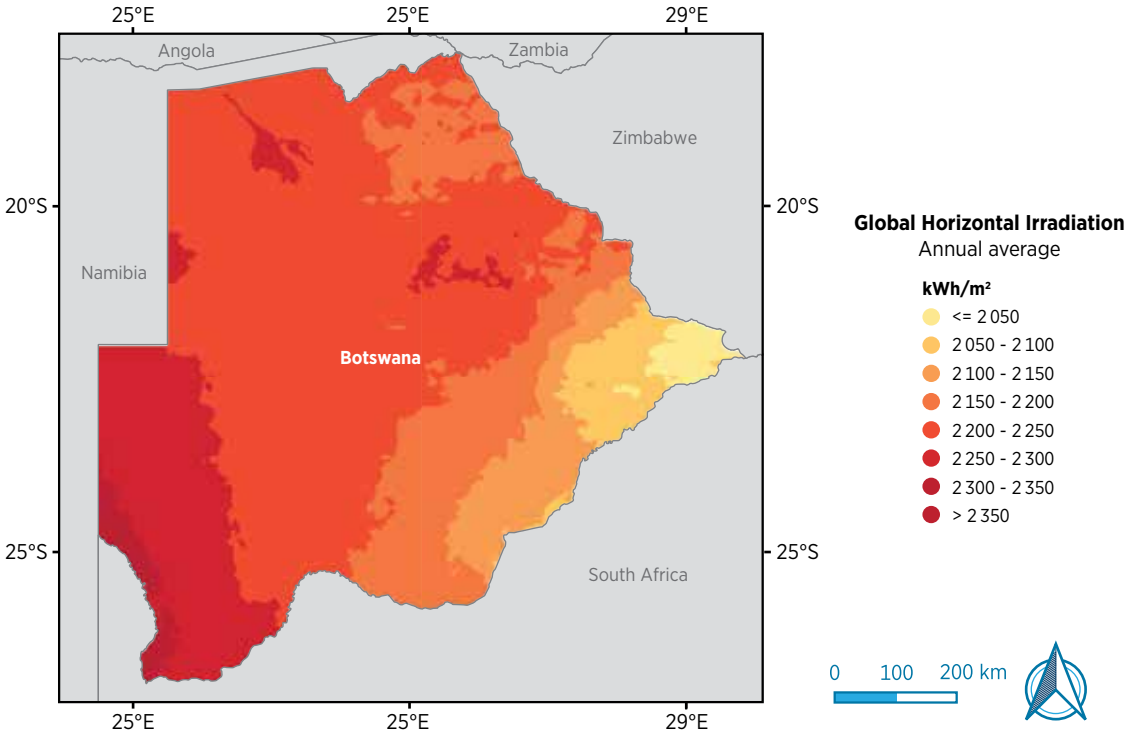 25°E 25°E 29°E
Angola
Zambia
Zimbabwe
20°S 20°S
Namibia
Botswana
25°S 25°S
South Africa
25°E 25°E 29°E
Global Horizontal Irradiation
Annual average
kWh/m²
<= 2 050
2 050 - 2 100
2 100 - 2 150
2 150 - 2 200
2 200 - 2 250
2 250 - 2 300
2 300 - 2 350
> 2 350
0 100 200 km